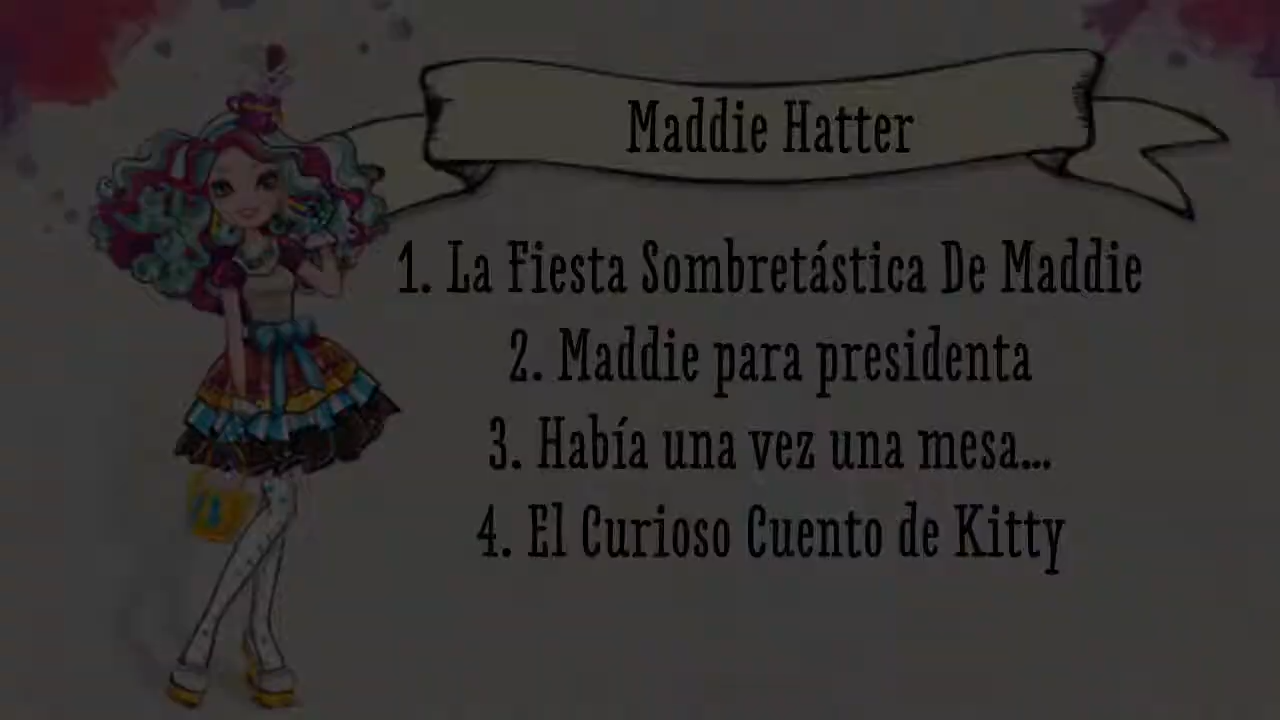 Maddie Hatter
1. La Fiesta Sombretástica De Maddie
2. Maddie para presidenta
3. Había una vez una mesa...
4. El Curioso Cuento de Kitty